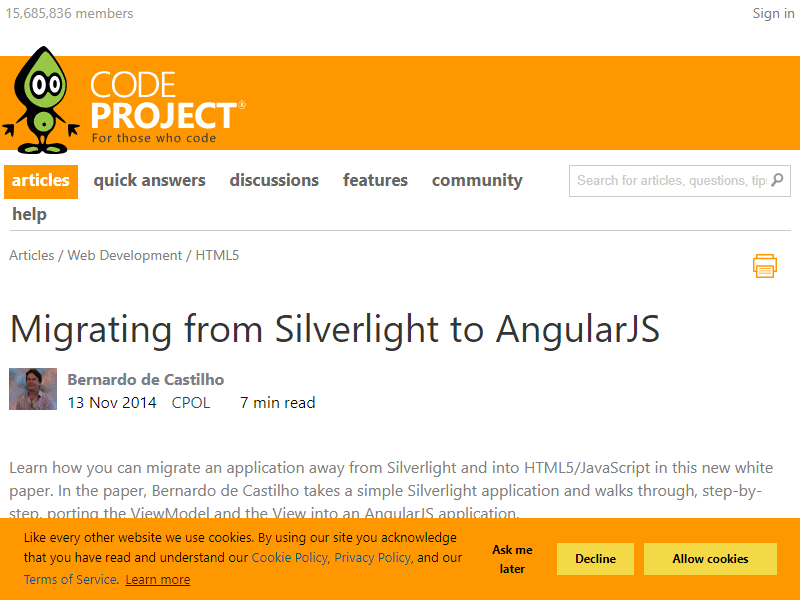 15,685,836 members
Sign in
CODE
PROJECT®
For those who code
articles quick answers discussions features community
Search for articles, questions, tips
help
Articles / Web Development / HTML5
Migrating from Silverlight to AngularJS
Bernardo de Castilho
13 Nov 2014 CPOL 7 min read
Learn how you can migrate an application away from Silverlight and into HTML5/JavaScript in this new white
paper. In the paper, Bernardo de Castilho takes a simple Silverlight application and walks through, step-by-
step, porting the ViewModel and the View into an AngularJS application.
Like every other website we use cookies. By using our site you acknowledge
that you have read and understand our Cookie Policy, Privacy Policy, and our
Terms of Service. Learn more
Ask me
later
Decline
Allow cookies